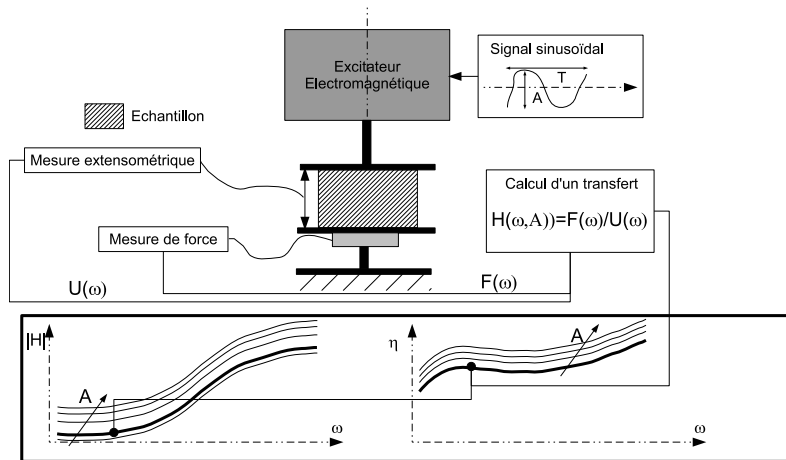 Excitateur
Electromagnétique
Signal sinusoïdal
T
A
Echantillon
Mesure extensométrique
Calcul d'un transfert
H(ω,A))=F(ω)/U(ω)
Mesure de force
U(ω)
F(ω)
|H|
A
ω
η
A
ω